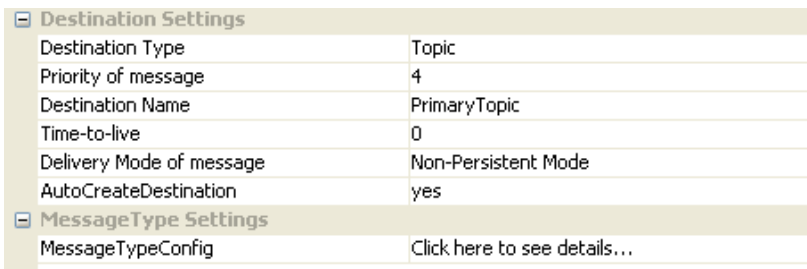 Destination Settings
Destination Type Topic
Priority of message 4
Destination Name PrimaryTopic
Time-to-live 0
Delivery Mode of message Non-Persistent Mode
AutoCreateDestination yes
MessageType Settings
MessageTypeConfig Click here to see details...